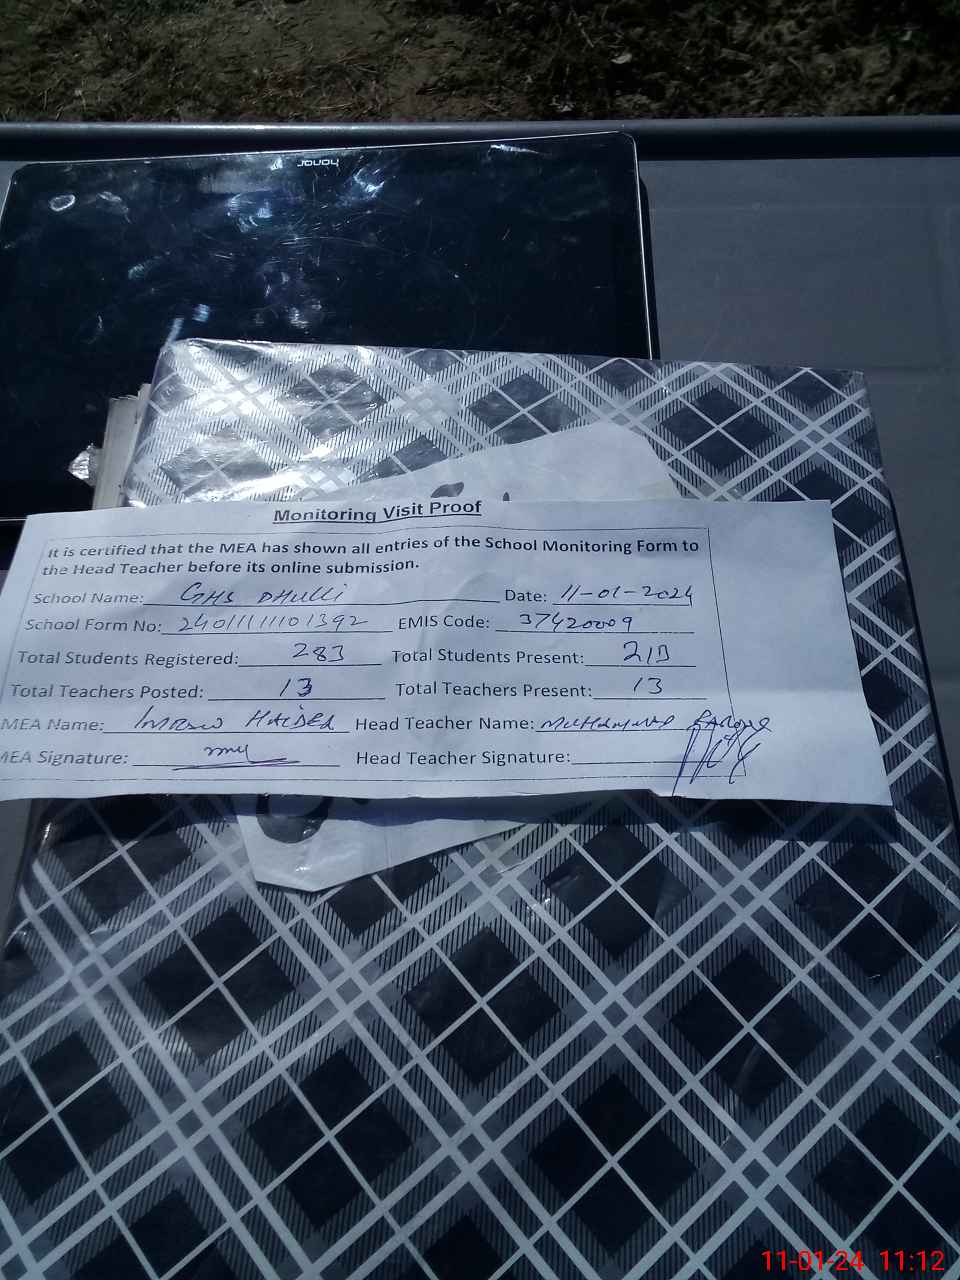 honor
Monitoring Visit Proof
It is certified that the MEA has shown all entries of the School Monitoring Form to
the Head Teacher before its online submission.
School Name: GHS DHULLI Date: 11-01-2024
School Form No: EMIS Code: 37420009
Total Students Registered: 283 Total Students Present:
Total Teachers Posted: 13 Total Teachers Present: 13
MEA Name: Imran Haider Head Teacher Name: Muhammad Farooq
MEA Signature: Head Teacher Signature:
11-01-24 11:12